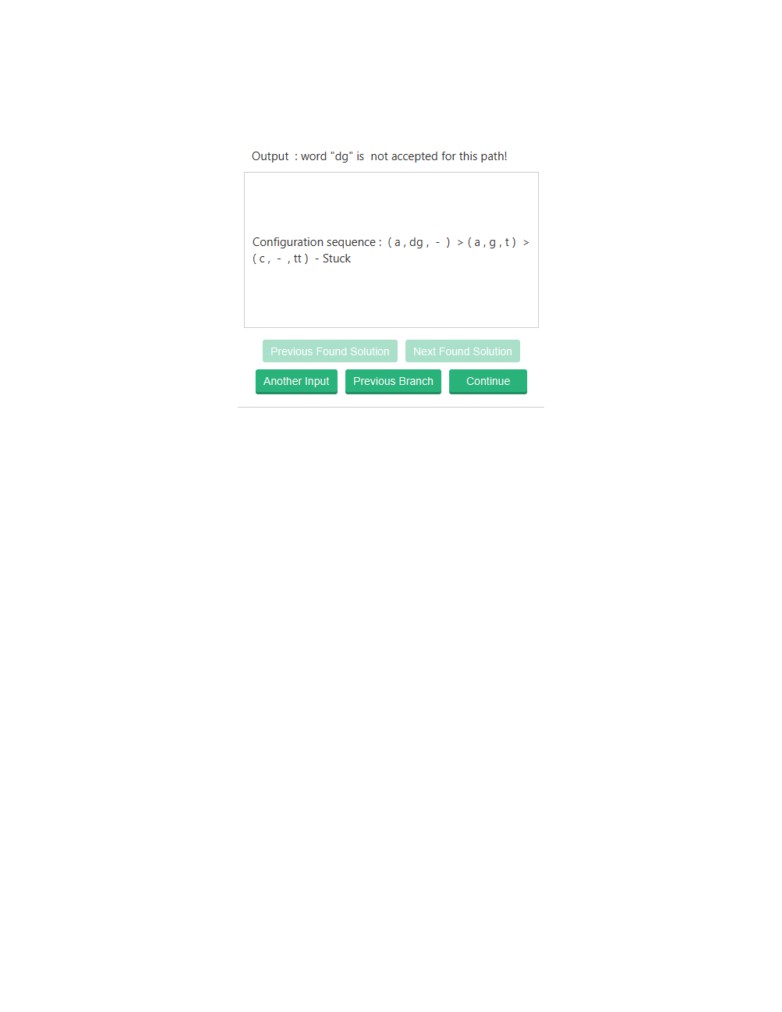 Output : word "dg" is not accepted for this path!
Configuration sequence : ( a , dg , - ) > ( a , g , t ) >
( c , - , tt ) - Stuck
Previous Found Solution Next Found Solution
Another Input Previous Branch Continue